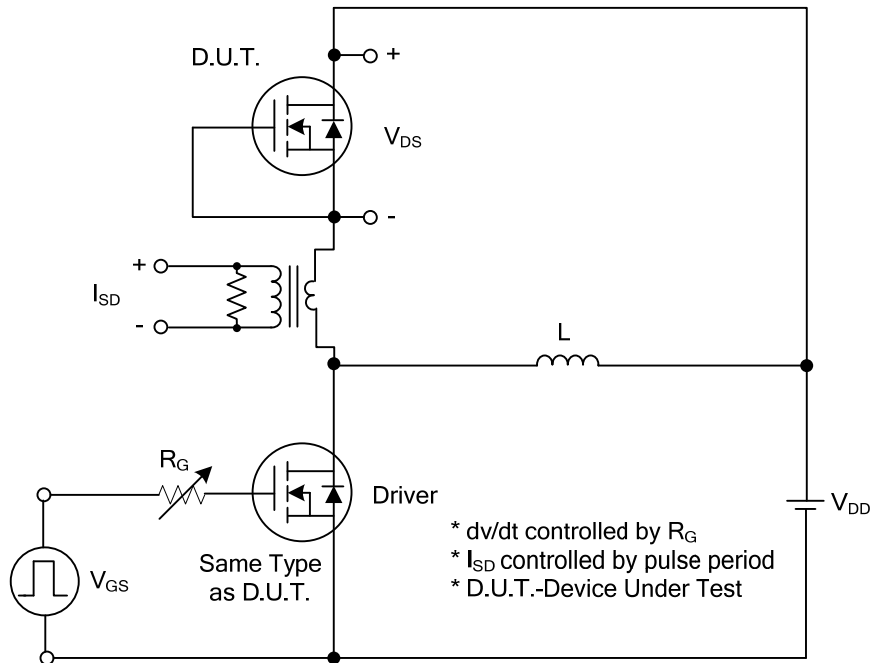 D.U.T.
+
VDS
-
+
ISD
-
L
RG
Driver
VDD
VGS
Same Type
as D.U.T.
* dv/dt controlled by RG
* ISD controlled by pulse period
* D.U.T.-Device Under Test